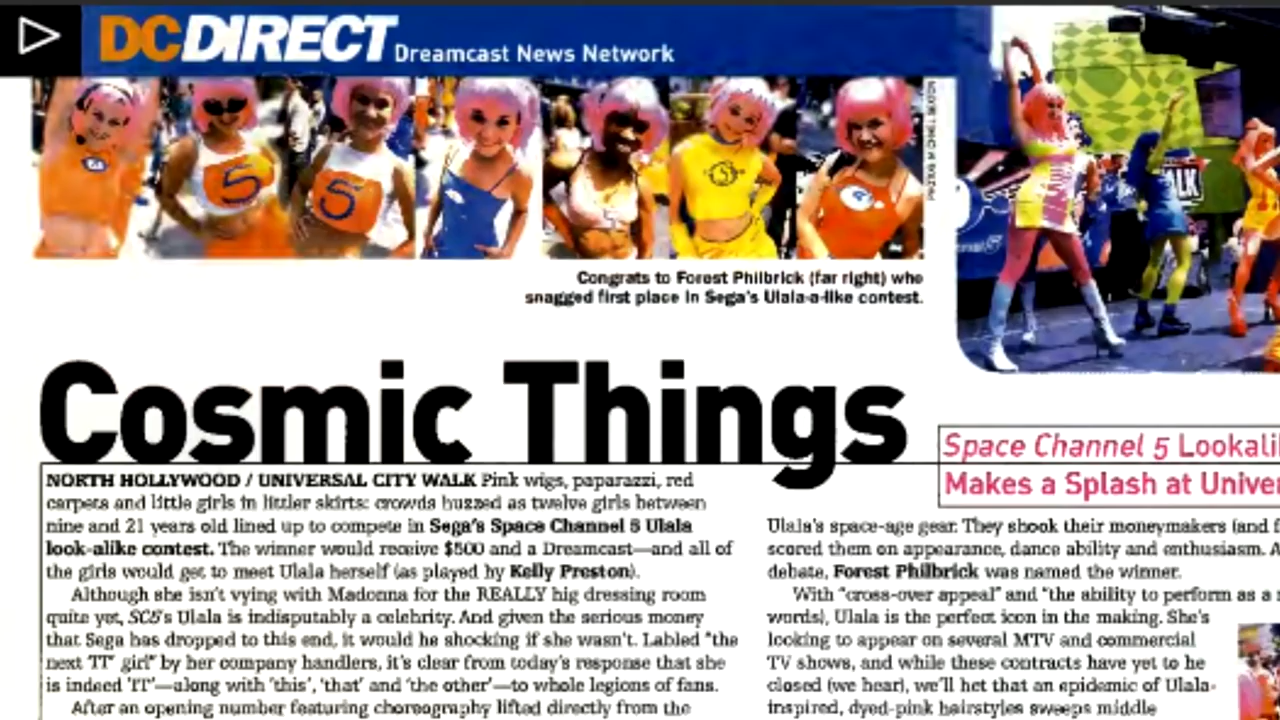 DCDIRECT Dreamcast News Network
5
5
Congrats to Forest Philbrick (far right) who
snagged first place in Sega's Ulala-a-like contest.
Cosmic Things
Space Channel 5 Lookali
Makes a Splash at Univer
NORTH HOLLYWOOD / UNIVERSAL CITY WALK Pink wigs, paparazzi, red
carpets and little girls in littler skirts: crowds buzzed as twelve girls between
nine and 21 years old lined up to compete in Sega's Space Channel 5 Ulala
look-alike contest. The winner would receive $500 and a Dreamcast—and all of
the girls would get to meet Ulala herself (as played by Kelly Preston).
Although she isn't vying with Madonna for the REALLY big dressing room
quite yet, SC5's Ulala is indisputably a celebrity. And given the serious money
that Sega has dropped to this end, it would be shocking if she wasn't. Labled "the
next 'IT' girl" by her company handlers, it's clear from today's response that she
is indeed 'IT'—along with 'this', 'that' and 'the other'—to whole legions of fans.
After an opening number featuring choreography lifted directly from the
Ulala's space-age gear. They shook their moneymakers (and f
scored them on appearance, dance ability and enthusiasm. A
debate, Forest Philbrick was named the winner.
With "cross-over appeal" and "the ability to perform as a
words), Ulala is the perfect icon in the making. She's
looking to appear on several MTV and commercial
TV shows, and while these contracts have yet to be
closed (we hear), we'll bet that an epidemic of Ulala-
inspired, dyed-pink hairstyles sweeps middle